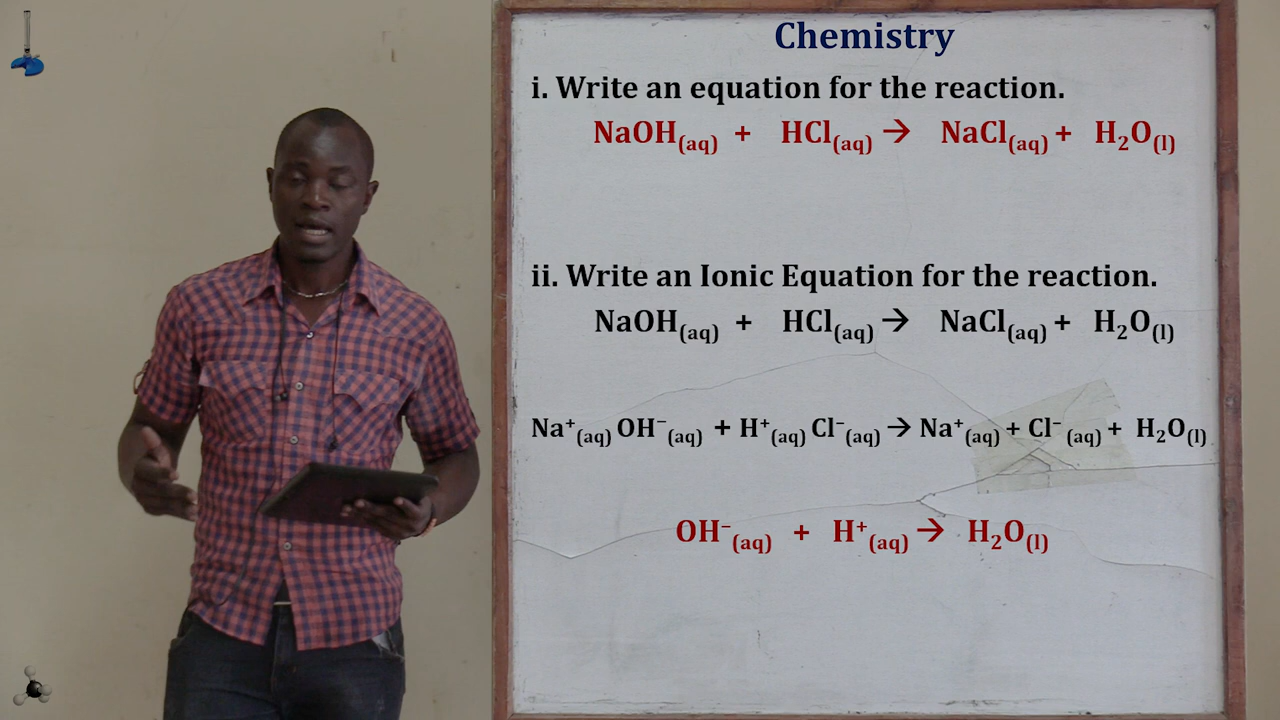 Chemistry
i. Write an equation for the reaction.
NaOH(aq) + HCl(aq) → NaCl(aq) + H₂O(l)
ii. Write an Ionic Equation for the reaction.
NaOH(aq) + HCl(aq) → NaCl(aq) + H₂O(l)
Na⁺(aq) OH⁻(aq) + H⁺(aq) Cl⁻(aq) → Na⁺(aq) + Cl⁻(aq) + H₂O(l)
OH⁻(aq) + H⁺(aq) → H₂O(l)